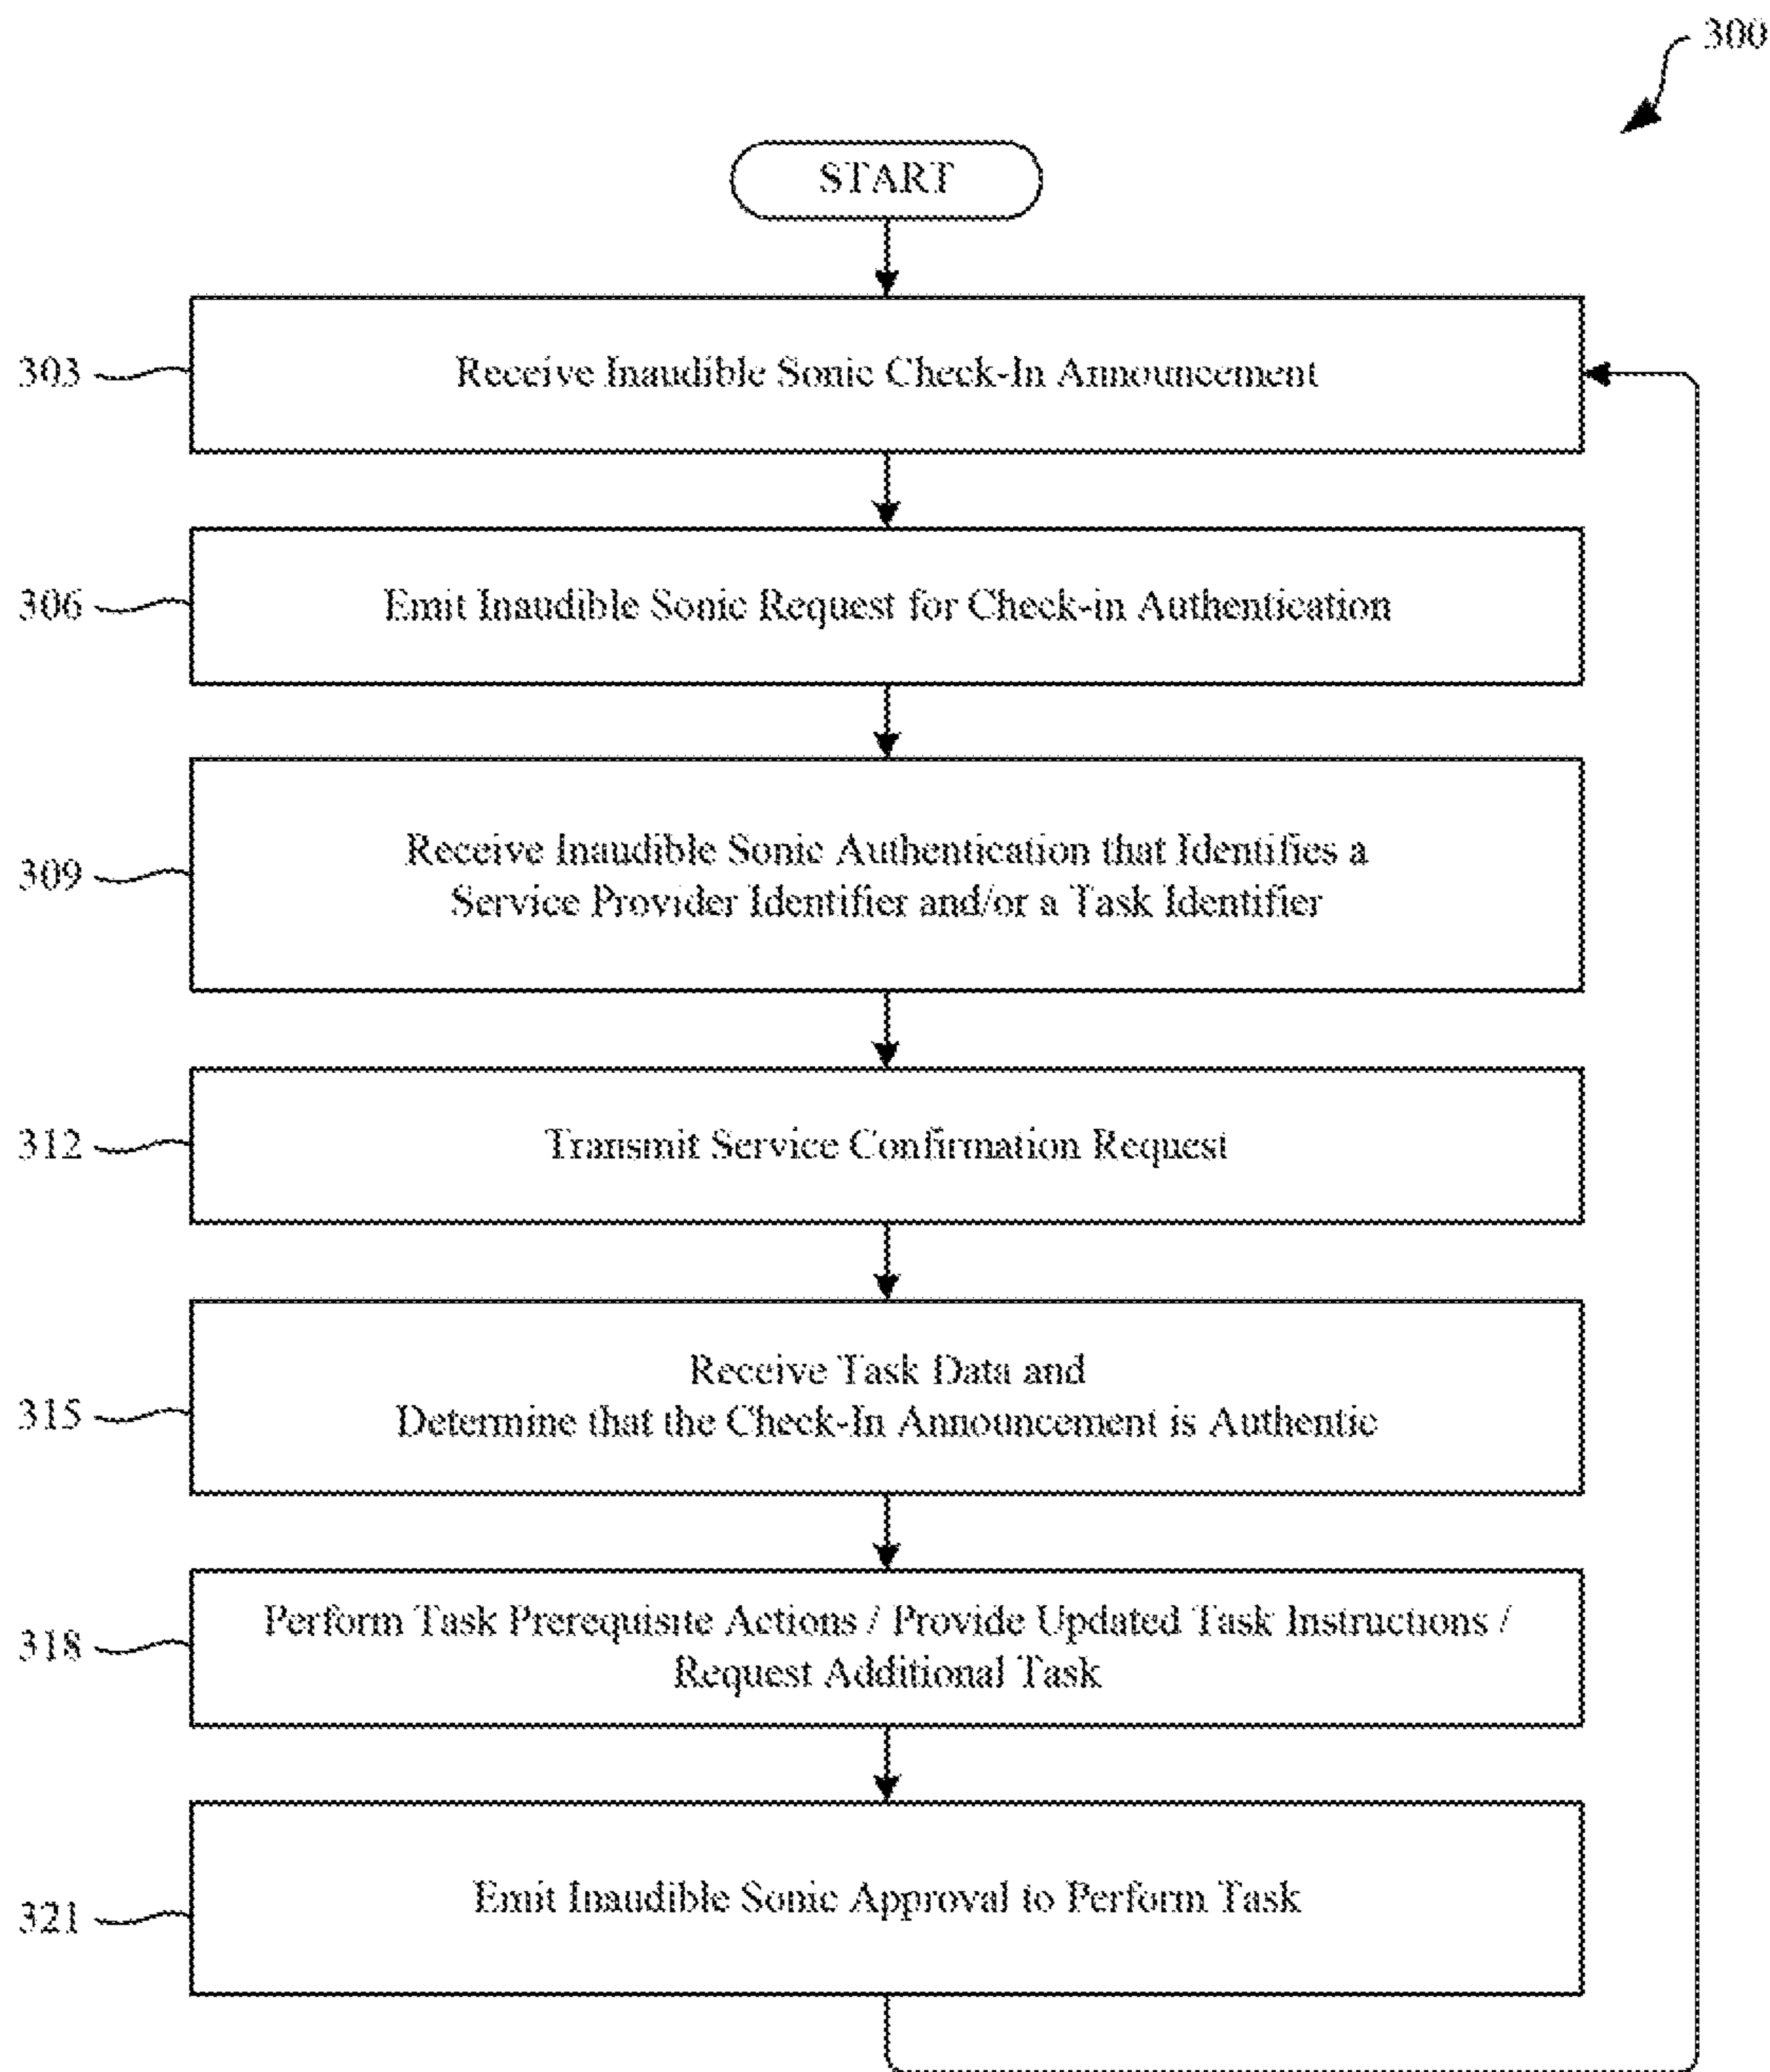 300
START
303
Receive Inaudible Sonic Check-In Announcement
306
Emit Inaudible Sonic Request for Check-in Authentication
309
Receive Inaudible Sonic Authentication that Identifies a
Service Provider Identifier and/or a Task Identifier
312
Transmit Service Confirmation Request
315
Receive Task Data and
Determine that the Check-In Announcement is Authentic
318
Perform Task Prerequisite Actions / Provide Updated Task Instructions /
Request Additional Task
321
Emit Inaudible Sonic Approval to Perform Task